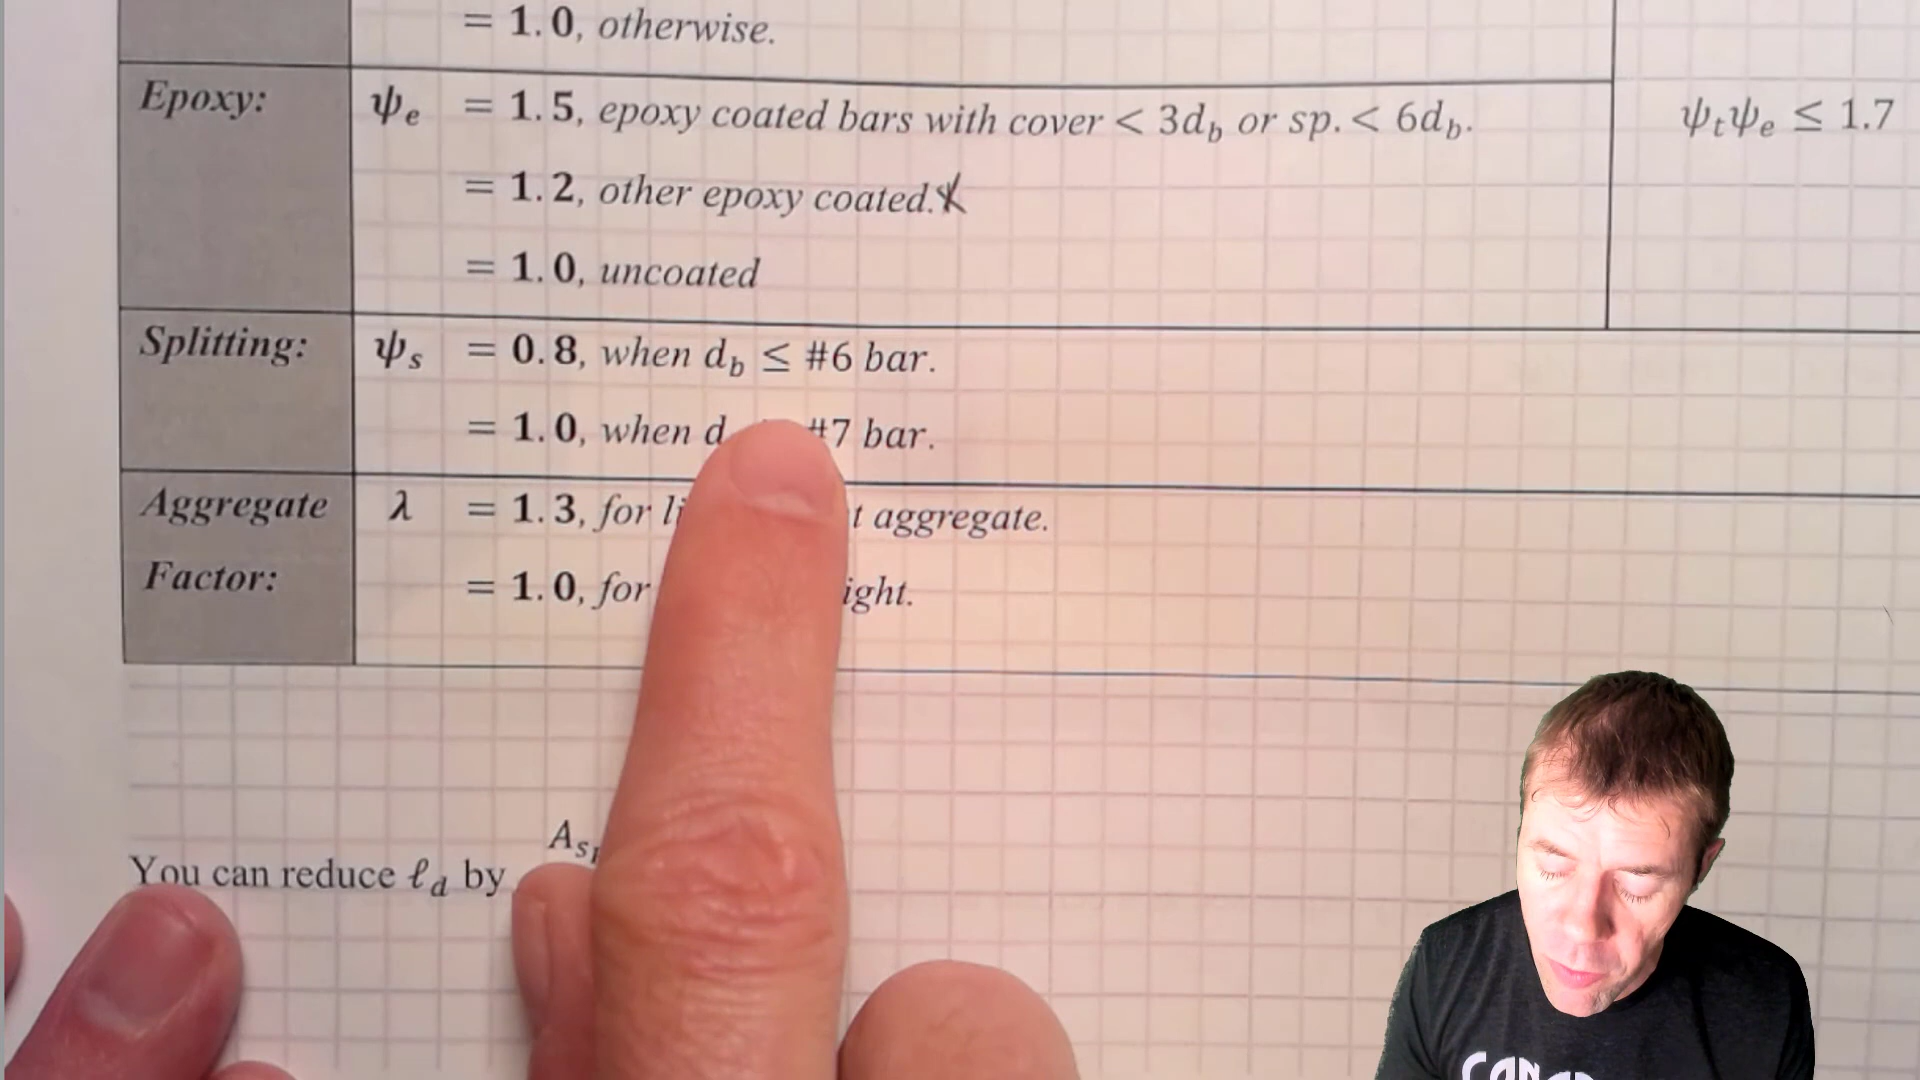 = 1.0, otherwise.
Epoxy: ψe = 1.5, epoxy coated bars with cover < 3db or sp. < 6db. ψtψe ≤ 1.7
= 1.2, other epoxy coated.
= 1.0, uncoated
Splitting: ψs = 0.8, when db ≤ #6 bar.
= 1.0, when d #7 bar.
Aggregate λ = 1.3, for aggregate.
Factor: = 1.0, for
You can reduce ℓd by